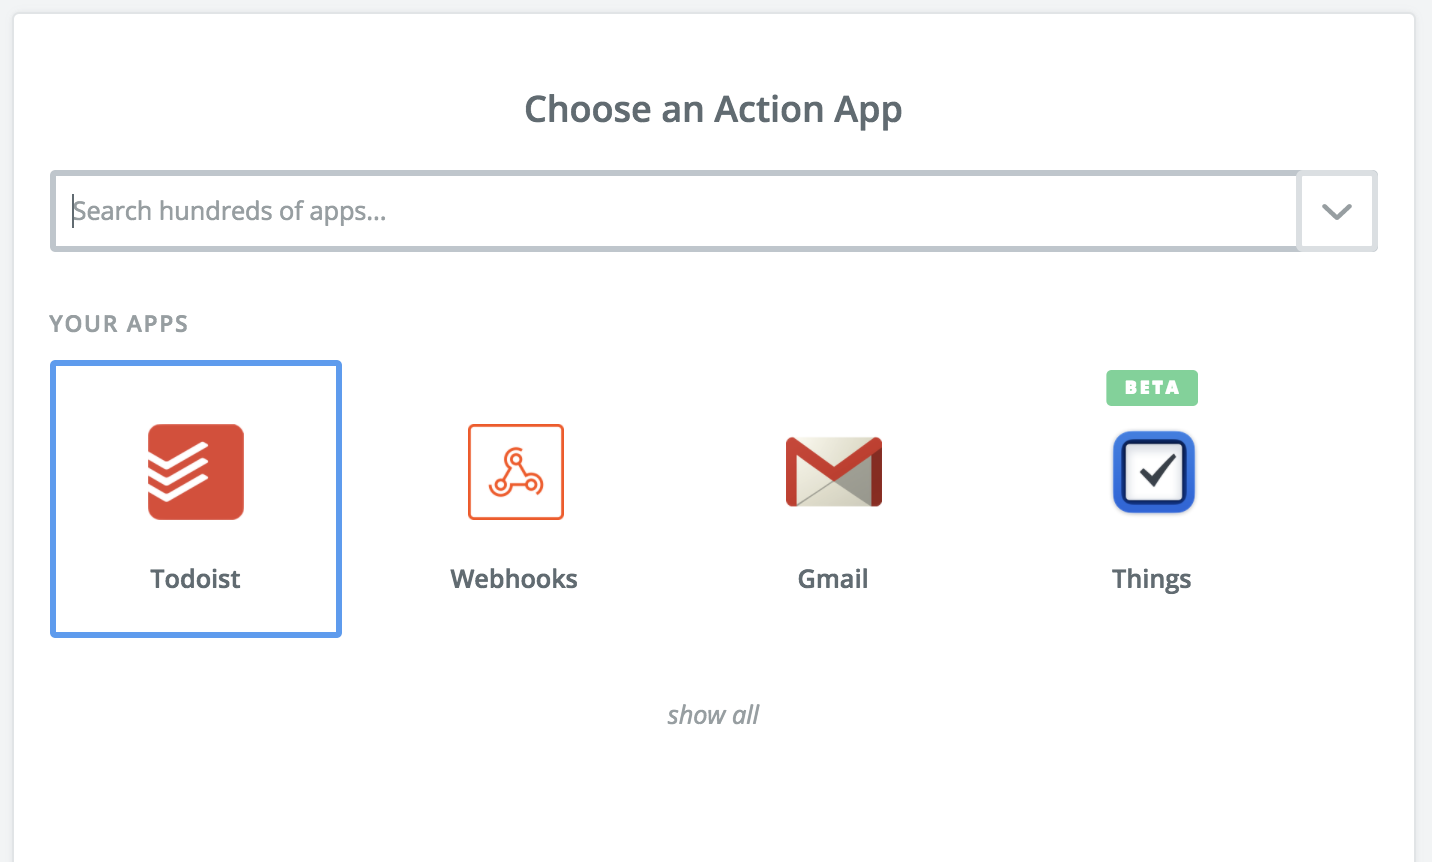 Choose an Action App
Search hundreds of apps...
YOUR APPS
BETA
Todoist
Webhooks
Gmail
Things
show all